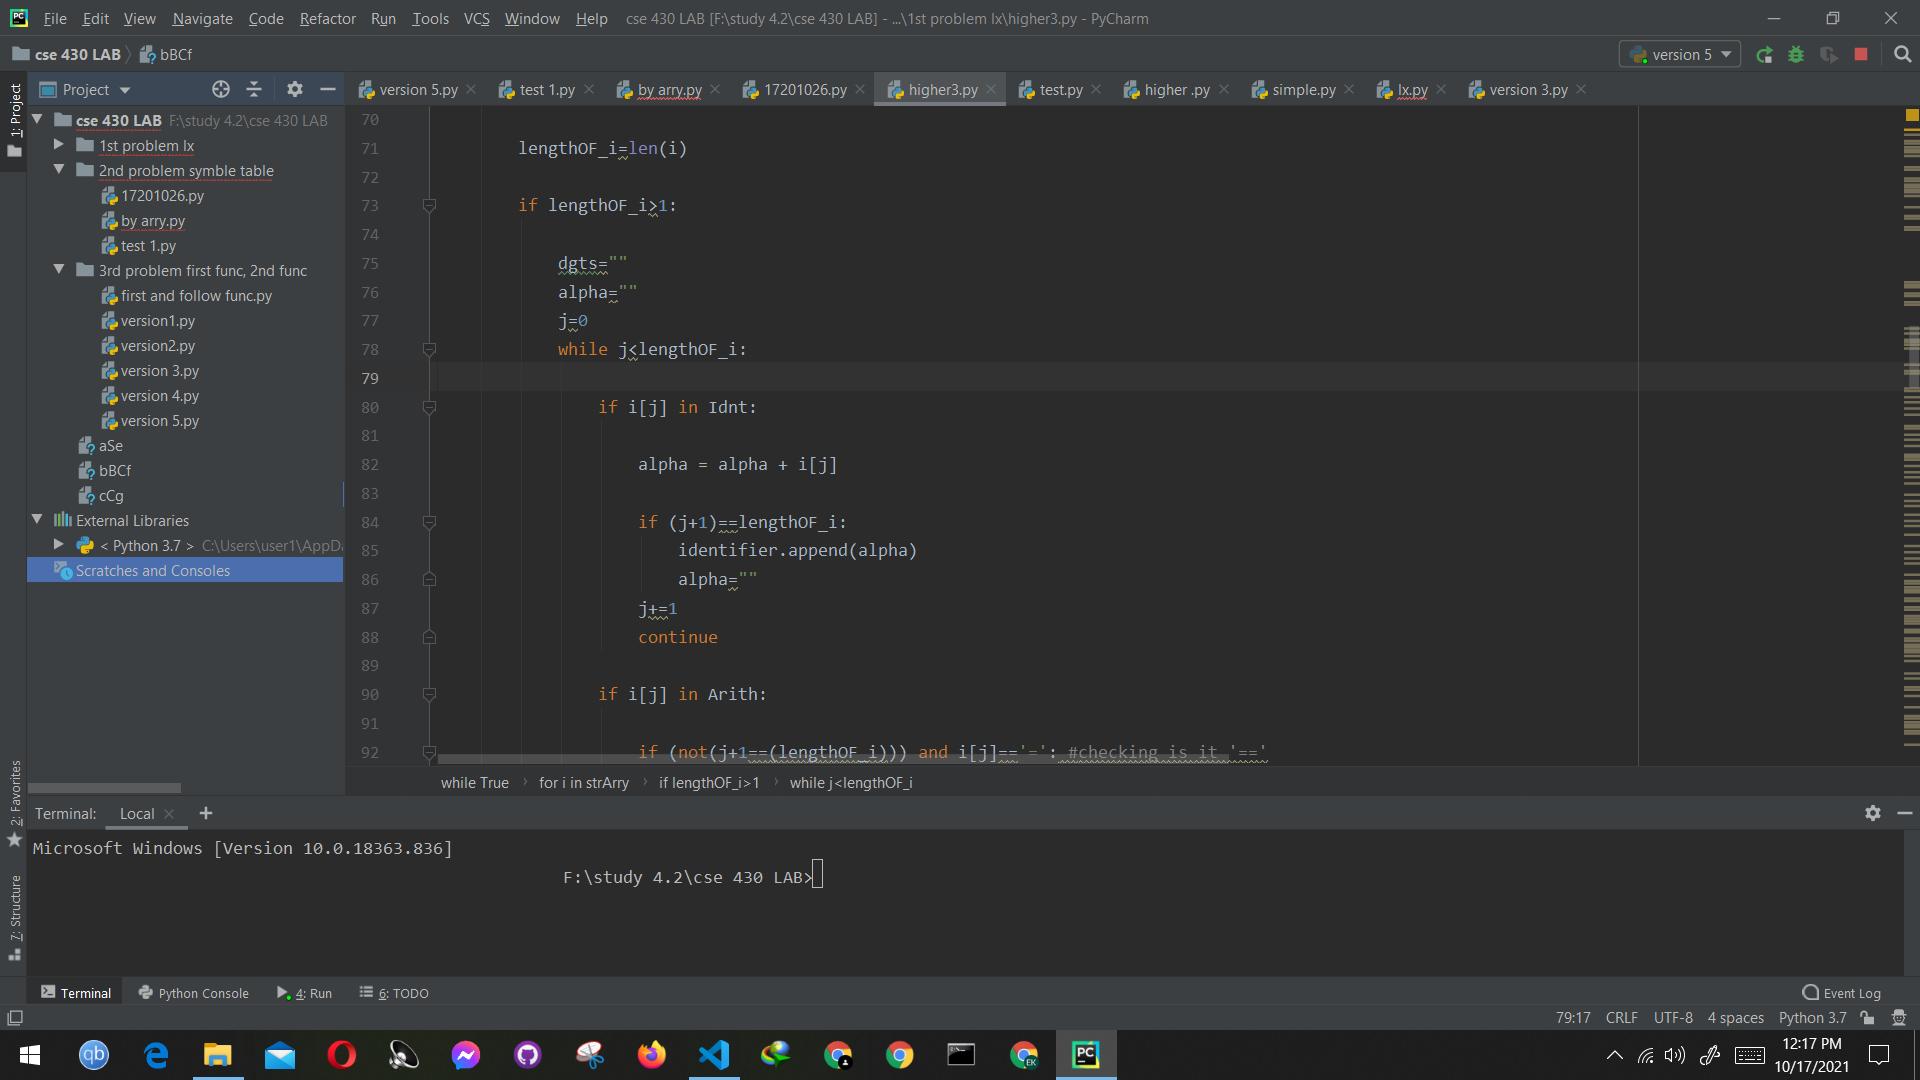 File Edit View Navigate Code Refactor Run Tools VCS Window Help cse 430 LAB [F:\study 4.2\cse 430 LAB] - ...\1st problem lx\higher3.py - PyCharm
cse 430 LAB bBCf version 5
1: Project
Project
version 5.py test 1.py by arry.py 17201026.py higher3.py test.py higher .py simple.py lx.py version 3.py
cse 430 LAB F:\study 4.2\cse 430 LAB
1st problem lx
2nd problem symble table
17201026.py
by arry.py
test 1.py
3rd problem first func, 2nd func
first and follow func.py
version1.py
version2.py
version 3.py
version 4.py
version 5.py
aSe
bBCf
cCg
External Libraries
< Python 3.7 > C:\Users\user1\AppDa
Scratches and Consoles
70
71 lengthOF_i=len(i)
72
73 if lengthOF_i>1:
74
75 dgts=""
76 alpha=""
77 j=0
78 while j<lengthOF_i:
79
80 if i[j] in Idnt:
81
82 alpha = alpha + i[j]
83
84 if (j+1)==lengthOF_i:
85 identifier.append(alpha)
86 alpha=""
87 j+=1
88 continue
89
90 if i[j] in Arith:
91
92 if (not(j+1==(lengthOF_i))) and i[j]=='=': #checking is it '=='
while True for i in strArry if lengthOF_i>1 while j<lengthOF_i
2: Favorites
7: Structure
Terminal: Local
Microsoft Windows [Version 10.0.18363.836]
F:\study 4.2\cse 430 LAB>
Terminal Python Console 4: Run 6: TODO Event Log
79:17 CRLF UTF-8 4 spaces Python 3.7
12:17 PM
10/17/2021